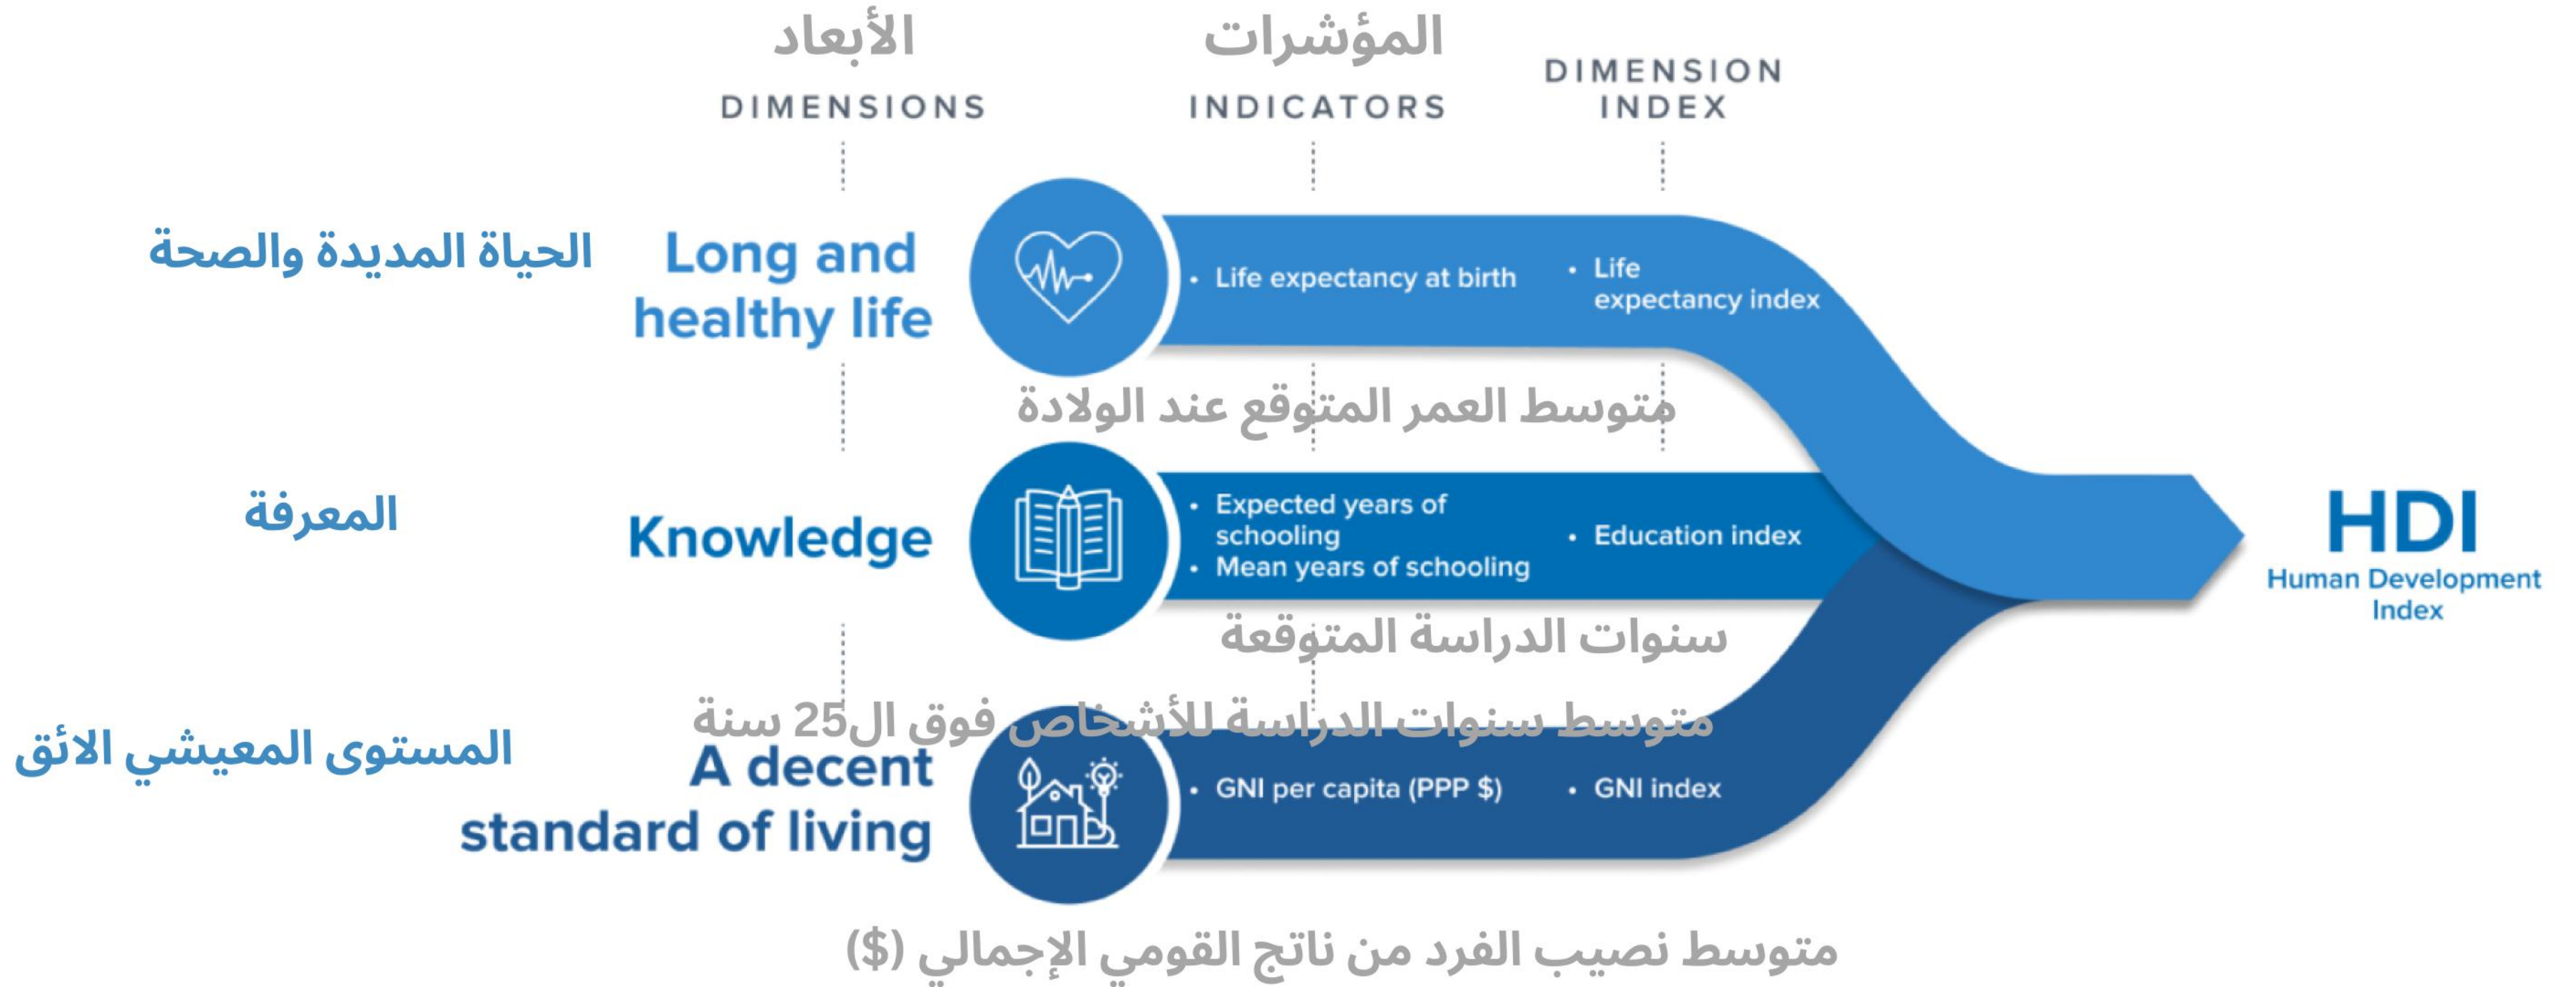 الأبعاد
المؤشرات
DIMENSIONS
INDICATORS
DIMENSION
INDEX
الحياة المديدة والصحة
Long and
healthy life
• Life expectancy at birth
• Life
expectancy index
متوسط العمر المتوقع عند الولادة
المعرفة
Knowledge
• Expected years of
schooling
• Mean years of schooling
• Education index
HDI
Human Development
Index
سنوات الدراسة المتوقعة
متوسط سنوات الدراسة للأشخاص فوق ال25 سنة
المستوى المعيشي الائق
A decent
standard of living
• GNI per capita (PPP $)
• GNI index
متوسط نصيب الفرد من ناتج القومي الإجمالي ($)